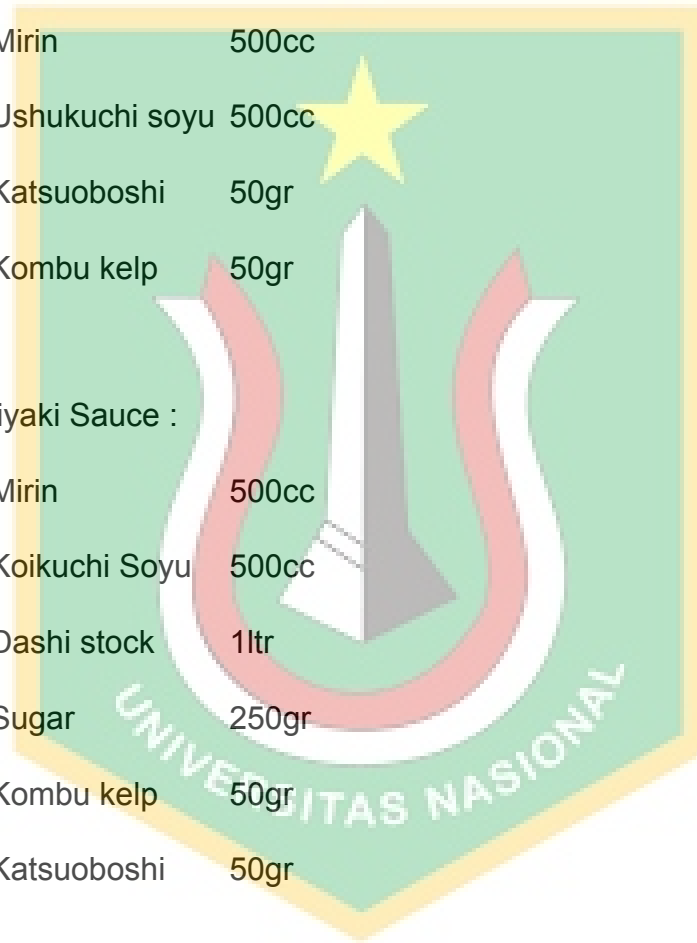 Mirin 500cc
Ushukuchi soyu 500cc
Katsuoboshi 50gr
Kombu kelp 50gr
iyaki Sauce :
Mirin 500cc
Koikuchi Soyu 500cc
Dashi stock 1ltr
Sugar 250gr
Kombu kelp 50gr
Katsuoboshi 50gr
UNIVERSITAS NASIONAL